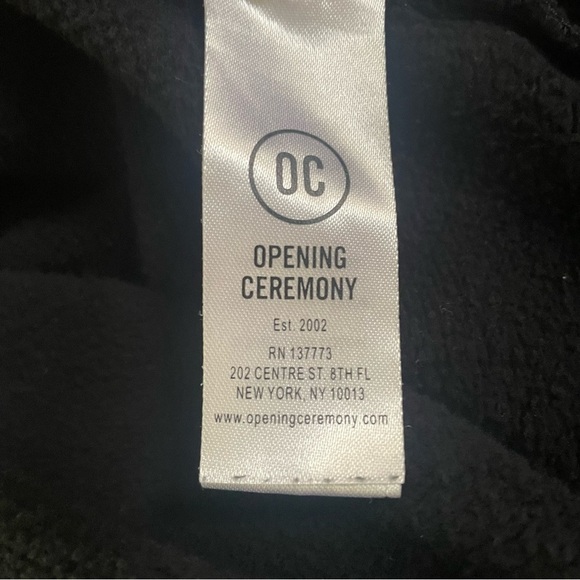 OC
OPENING
CEREMONY
Est. 2002
RN 137773
202 CENTRE ST. 8TH FL
NEW YORK, NY 10013
www.openingceremony.com